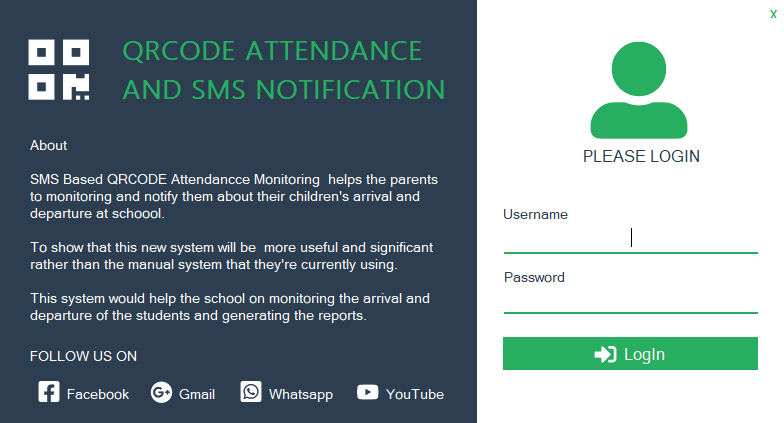 x
QRCODE ATTENDANCE
AND SMS NOTIFICATION
About
SMS Based QRCODE Attendancce Monitoring  helps the parents
to monitoring and notify them about their children's arrival and
departure at schoool.
To show that this new system will be  more useful and significant
rather than the manual system that they're currently using.
This system would help the school on monitoring the arrival and
departure of the students and generating the reports.
FOLLOW US ON
Facebook Gmail Whatsapp YouTube
PLEASE LOGIN
Username
Password
LogIn